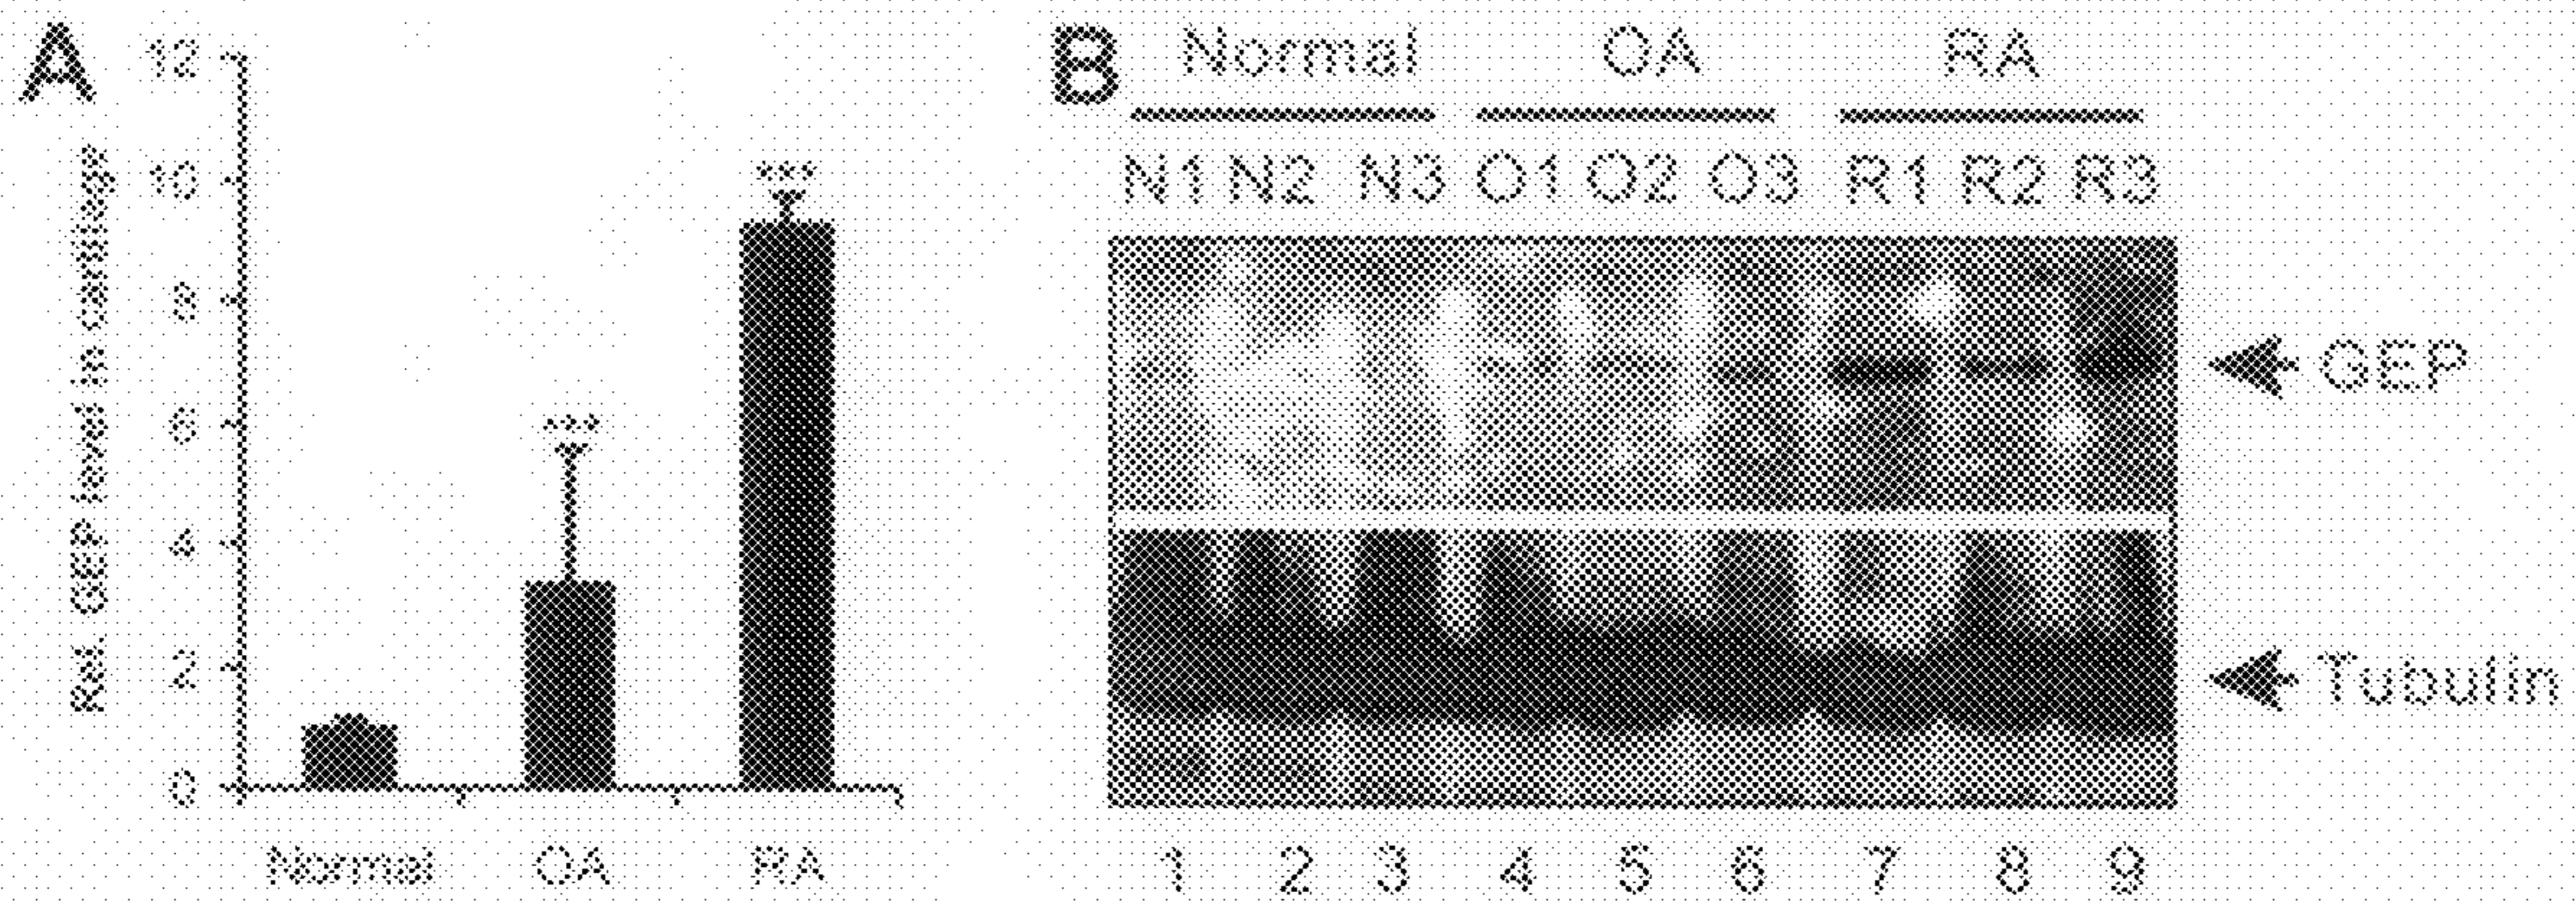 A
12
10
8
6
4
2
0
Rel. GEP level in cartilage
Normal OA RA
B
Normal OA RA
N1 N2 N3 O1 O2 O3 R1 R2 R3
GEP
Tubulin
1 2 3 4 5 6 7 8 9